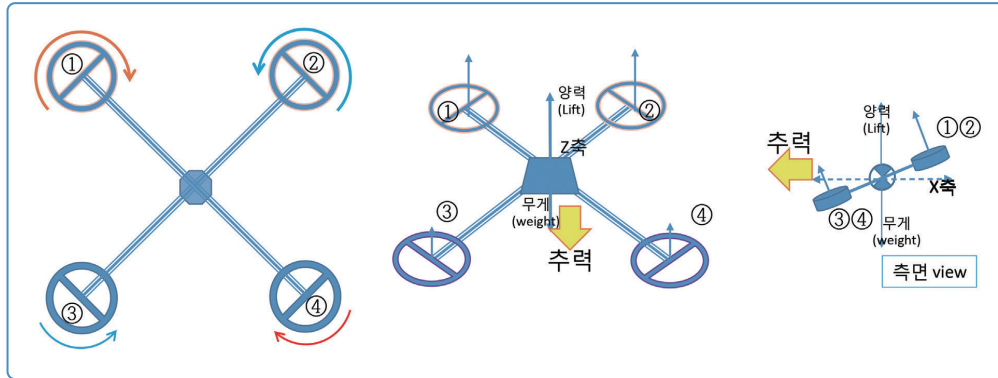 ①
②
③
④
양력
(Lift)
①
②
Z축
③
무게
(weight)
④
추력
양력
(Lift)
①②
추력
X축
③④
무게
(weight)
측면 view